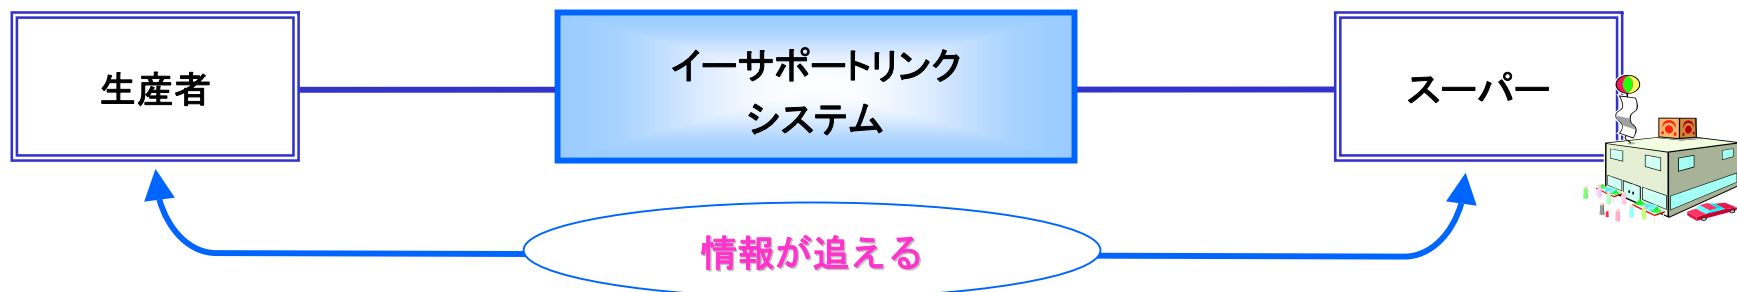 生産者
イーサポートリンク
システム
スーパー
情報が追える